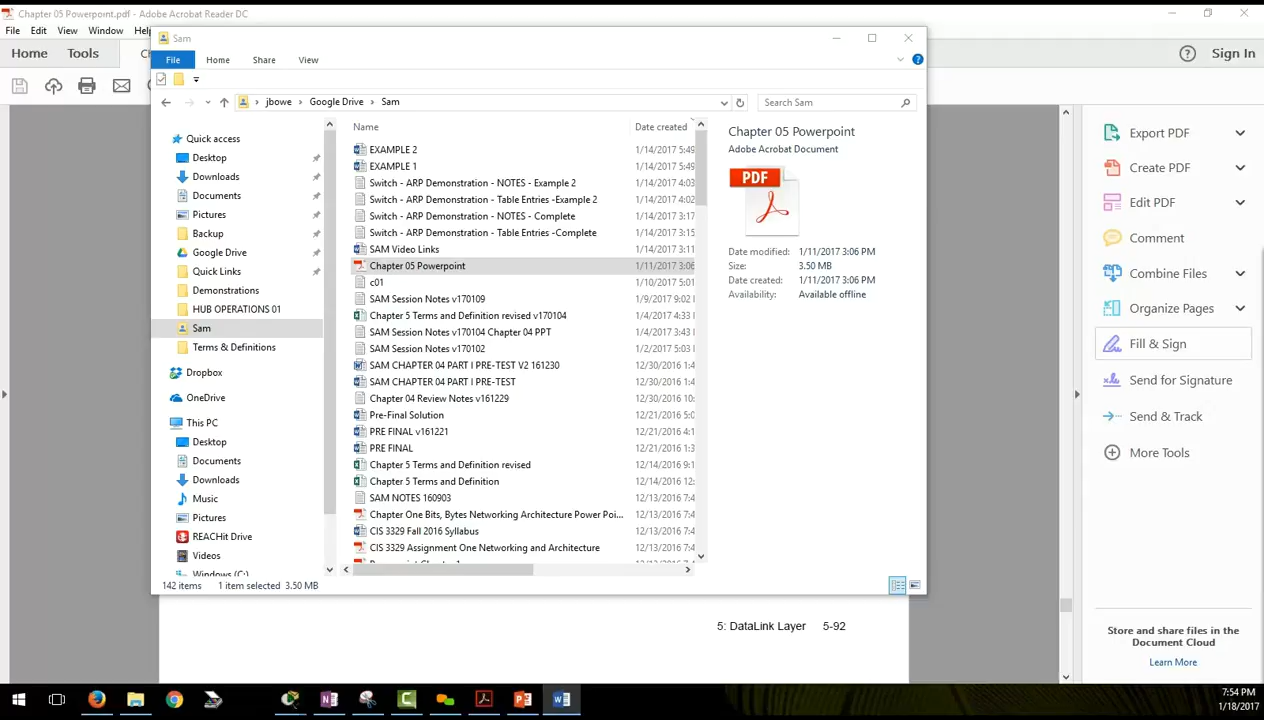 Chapter 05 Powerpoint.pdf - Adobe Acrobat Reader DC
File Edit View Window Help
Sam
Home Tools
Sign In
File Home Share View
jbowe > Google Drive > Sam
Search Sam
Name Date created
Quick access
Desktop
Downloads
Documents
Pictures
Backup
Google Drive
Quick Links
Demonstrations
HUB OPERATIONS 01
Sam
Terms & Definitions
Dropbox
OneDrive
This PC
Desktop
Documents
Downloads
Music
Pictures
REACHit Drive
Videos
Windows (C:)
EXAMPLE 2 1/14/2017 5:49
EXAMPLE 1 1/14/2017 5:49
Switch - ARP Demonstration - NOTES - Example 2 1/14/2017 4:03
Switch - ARP Demonstration - Table Entries -Example 2 1/14/2017 4:02
Switch - ARP Demonstration - NOTES - Complete 1/14/2017 3:17
Switch - ARP Demonstration - Table Entries -Complete 1/14/2017 3:15
SAM Video Links 1/14/2017 3:11
Chapter 05 Powerpoint 1/11/2017 3:06
c01 1/10/2017 5:01
SAM Session Notes v170109 1/9/2017 9:02
Chapter 5 Terms and Definition revised v170104 1/4/2017 4:33
SAM Session Notes v170104 Chapter 04 PPT 1/4/2017 3:43
SAM Session Notes v170102 1/2/2017 5:03
SAM CHAPTER 04 PART I PRE-TEST V2 161230 12/30/2016 1:4
SAM CHAPTER 04 PART I PRE-TEST 12/30/2016 1:4
Chapter 04 Review Notes v161229 12/30/2016 10:
Pre-Final Solution 12/21/2016 5:0
PRE FINAL v161221 12/21/2016 4:1
PRE FINAL 12/21/2016 1:3
Chapter 5 Terms and Definition revised 12/14/2016 9:1
Chapter 5 Terms and Definition 12/14/2016 12:
SAM NOTES 160903 12/13/2016 7:4
Chapter One Bits, Bytes Networking Architecture Power Poi... 12/13/2016 7:4
CIS 3329 Fall 2016 Syllabus 12/13/2016 7:4
CIS 3329 Assignment One Networking and Architecture 12/13/2016 7:4
Chapter 05 Powerpoint
Adobe Acrobat Document
PDF
Date modified: 1/11/2017 3:06 PM
Size: 3.50 MB
Date created: 1/11/2017 3:06 PM
Availability: Available offline
142 items 1 item selected 3.50 MB
Export PDF
Create PDF
Edit PDF
Comment
Combine Files
Organize Pages
Fill & Sign
Send for Signature
Send & Track
More Tools
Store and share files in the
Document Cloud
Learn More
5: DataLink Layer 5-92
7:54 PM
1/18/2017